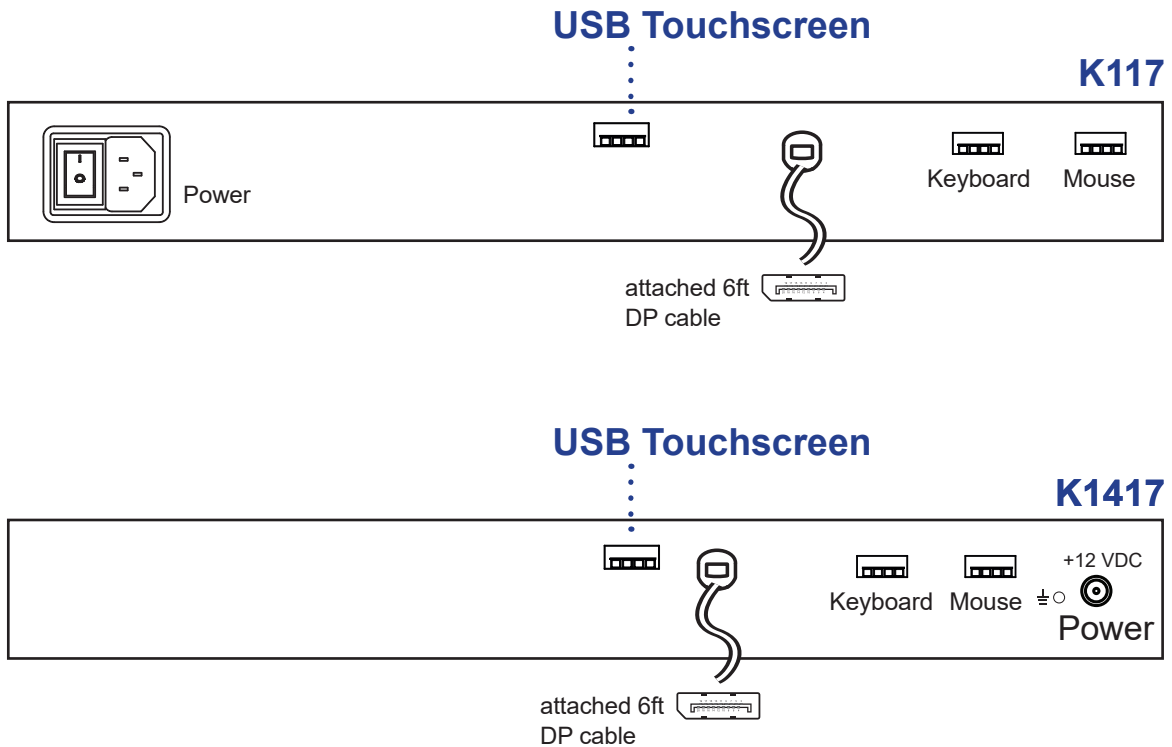 USB Touchscreen
K117
Power
Keyboard
Mouse
attached 6ft
DP cable
USB Touchscreen
K1417
+12 VDC
Keyboard
Mouse
Power
attached 6ft
DP cable